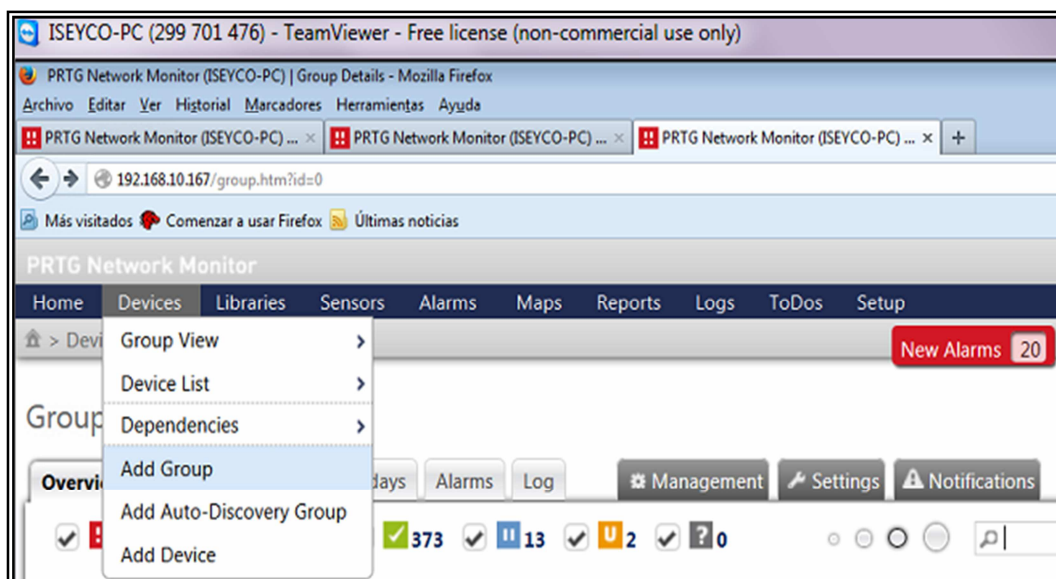 ISEYCO-PC (299 701 476) - TeamViewer - Free license (non-commercial use only)
PRTG Network Monitor (ISEYCO-PC) | Group Details - Mozilla Firefox
Archivo Editar Ver Historial Marcadores Herramientas Ayuda
PRTG Network Monitor (ISEYCO-PC) ... × PRTG Network Monitor (ISEYCO-PC) ... × PRTG Network Monitor (ISEYCO-PC) ... × +
192.168.10.167/group.htm?id=0
Más visitados Comenzar a usar Firefox Últimas noticias
PRTG Network Monitor
Home Devices Libraries Sensors Alarms Maps Reports Logs ToDos Setup
> Devi
New Alarms 20
Group View >
Device List >
Group
Dependencies >
Add Group
Add Auto-Discovery Group
Add Device
Overvi days Alarms Log Management Settings Notifications
373 13 U 2 ? 0